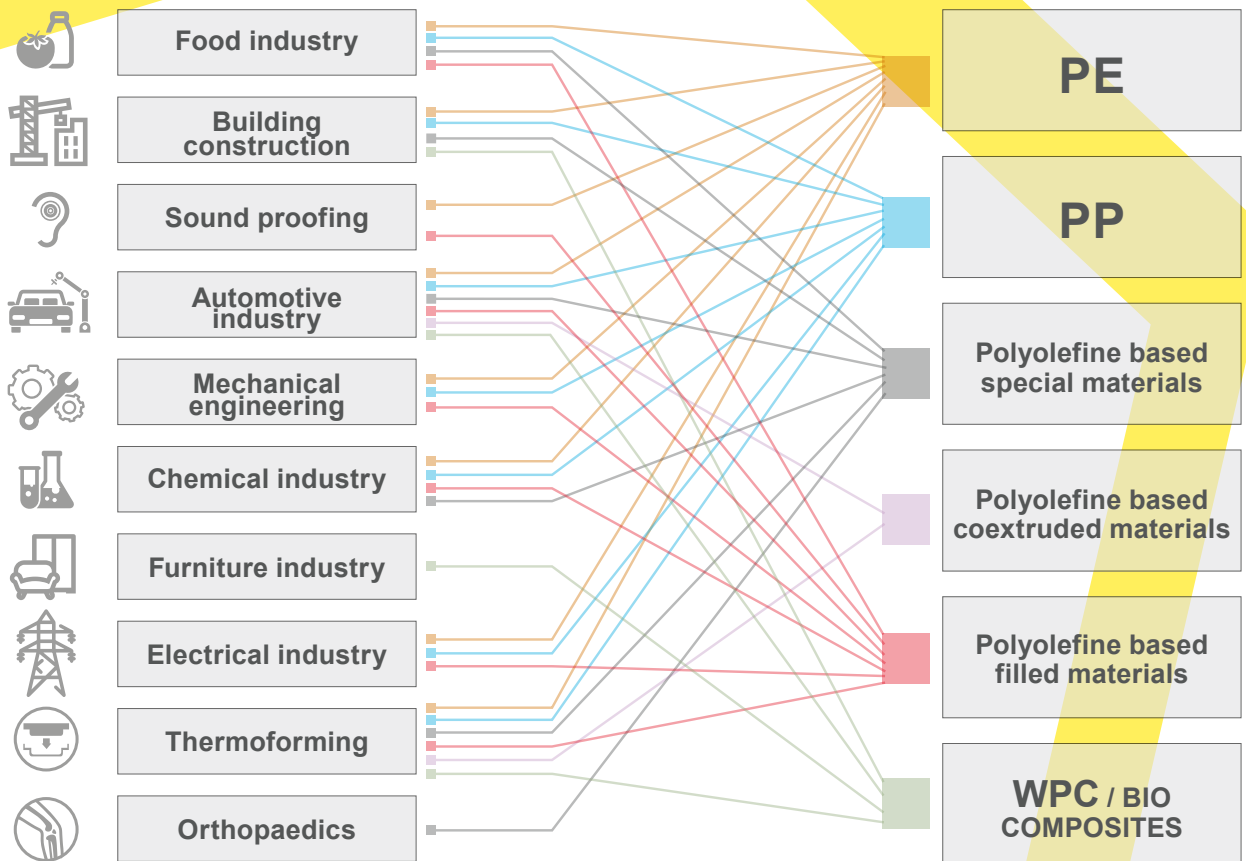 Food industry
Building
construction
Sound proofing
Automotive
industry
Mechanical
engineering
Chemical industry
Furniture industry
Electrical industry
Thermoforming
Orthopaedics
PE
PP
Polyolefine based
special materials
Polyolefine based
coextruded materials
Polyolefine based
filled materials
WPC / BIO
COMPOSITES